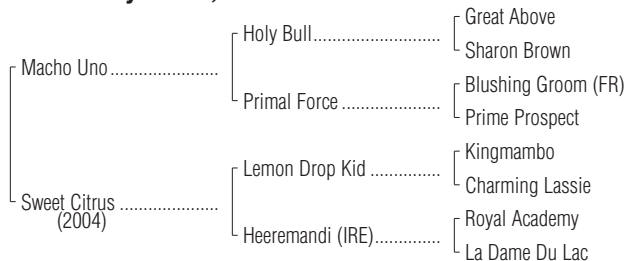 Great Above
Holy Bull
Sharon Brown
Macho Uno
Blushing Groom (FR)
Primal Force
Prime Prospect
Kingmambo
Lemon Drop Kid
Charming Lassie
Sweet Citrus
(2004)
Royal Academy
Heeremandi (IRE)
La Dame Du Lac